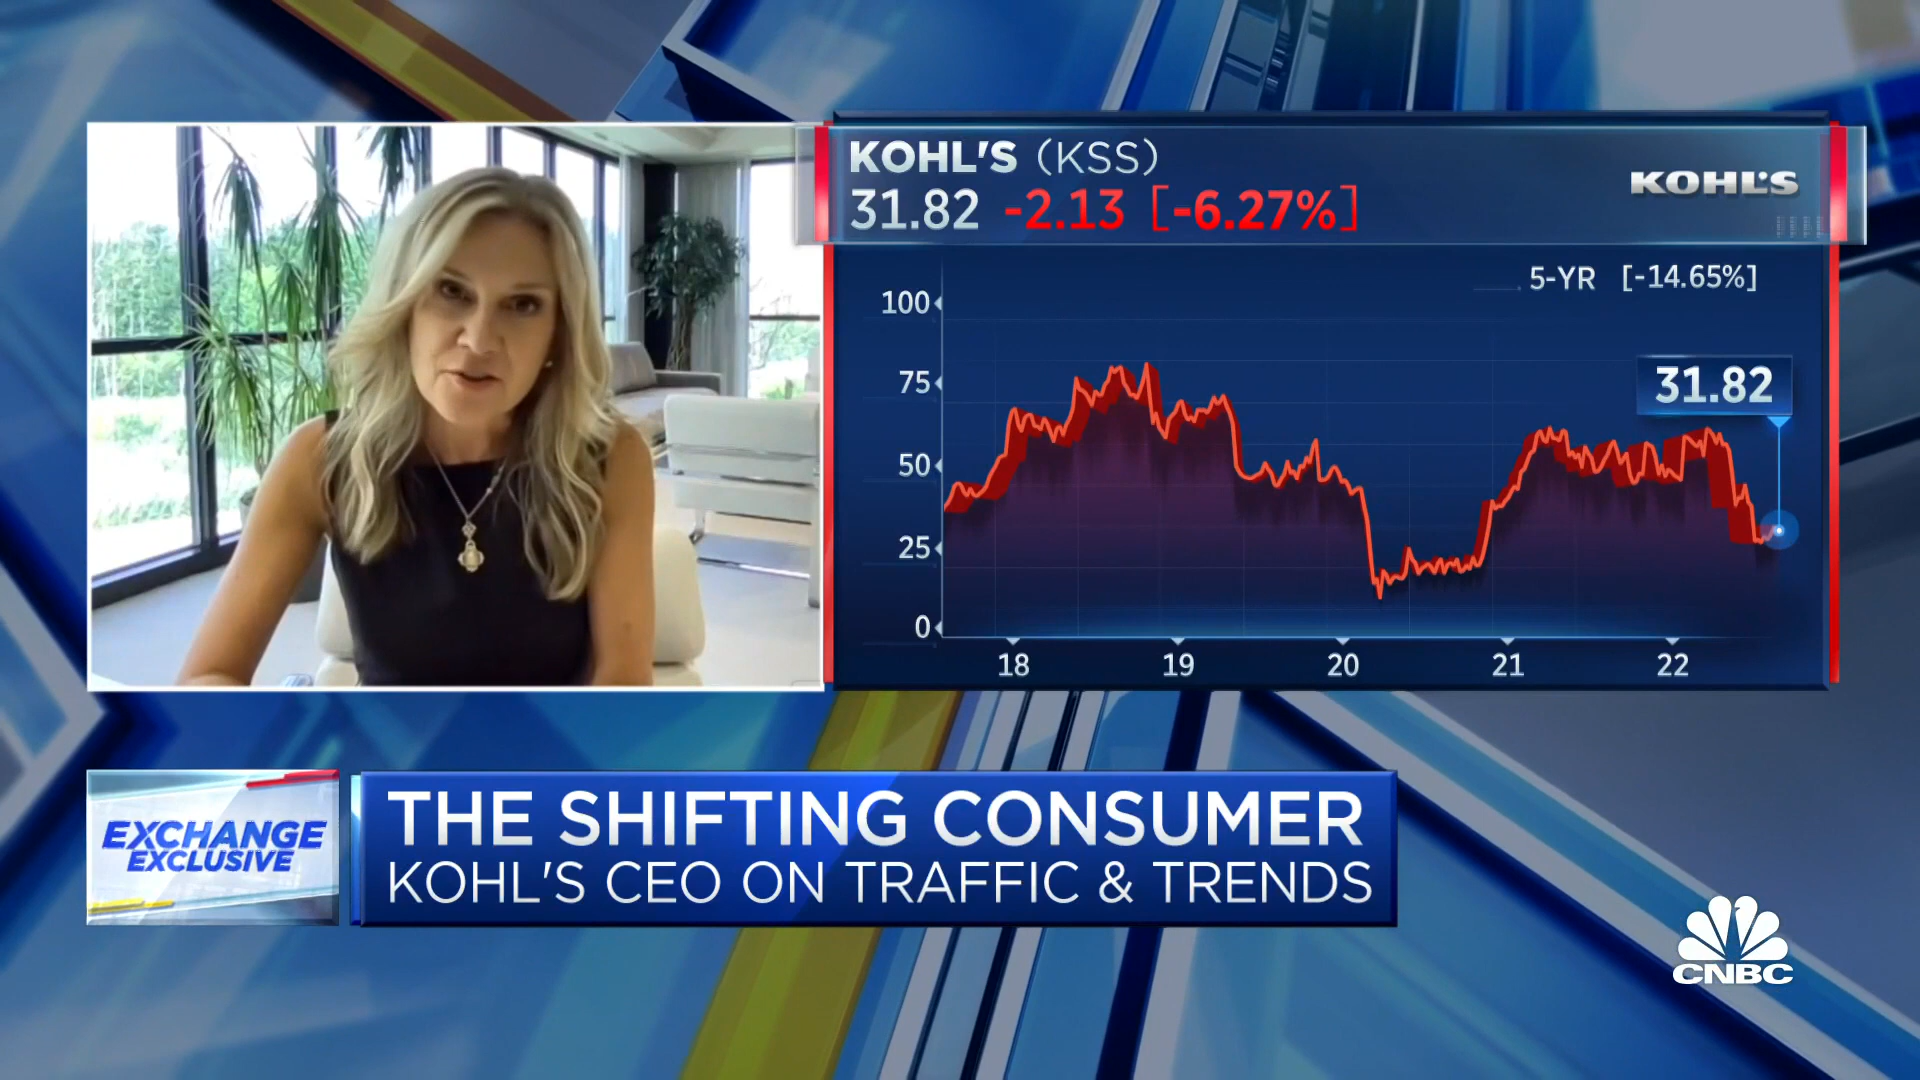 KOHL'S (KSS)
31.82 -2.13 [-6.27%]
KOHL'S
5-YR [-14.65%]
100
75
50
25
0
31.82
18 19 20 21 22
EXCHANGE
EXCLUSIVE
THE SHIFTING CONSUMER
KOHL'S CEO ON TRAFFIC & TRENDS
CNBC